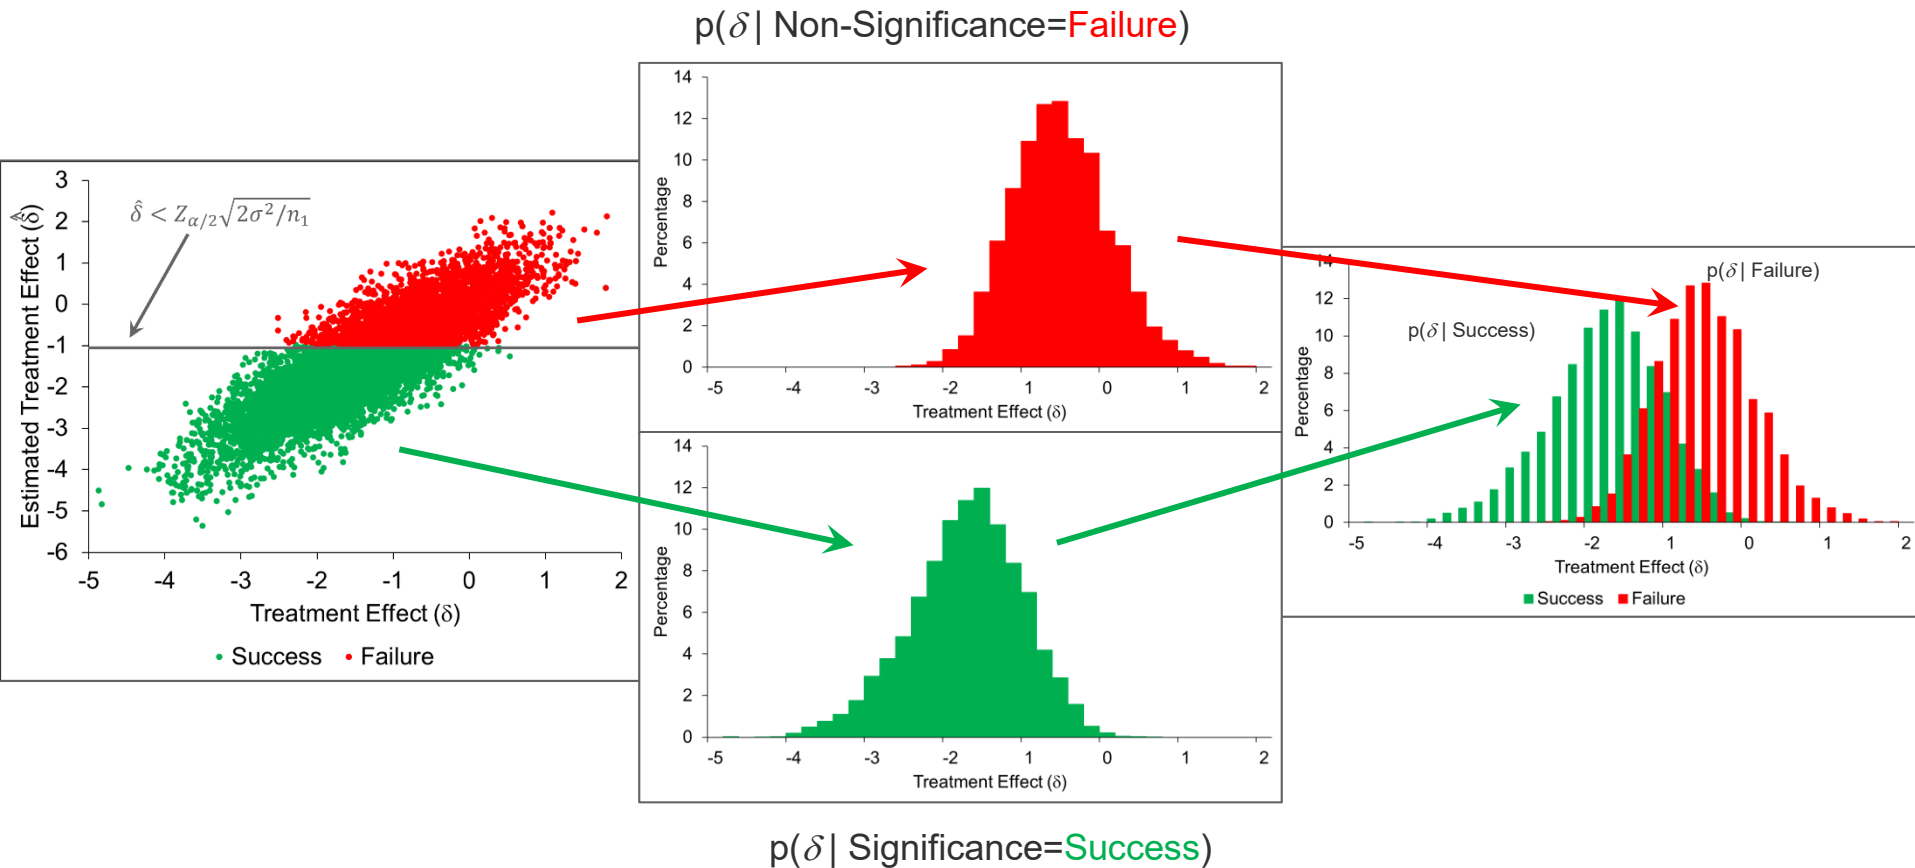 p(δ | Non-Significance=Failure)
3
2
1
0
-1
-2
-3
-4
-5
-6
Estimated Treatment Effect (δ̂)
δ̂ < Z_{α/2}√(2σ²/n₁)
-5 -4 -3 -2 -1 0 1 2
Treatment Effect (δ)
Success Failure
14
12
10
8
6
4
2
0
Percentage
-5 -4 -3 -2 1 0 1 2
Treatment Effect (δ)
14
12
10
8
6
4
2
0
Percentage
-5 -4 -3 -2 1 0 1 2
Treatment Effect (δ)
14
12
10
8
6
4
2
0
Percentage
p(δ | Failure)
p(δ | Success)
-5 -4 -3 -2 -1 0 1 2
Treatment Effect (δ)
Success Failure
p(δ | Significance=Success)